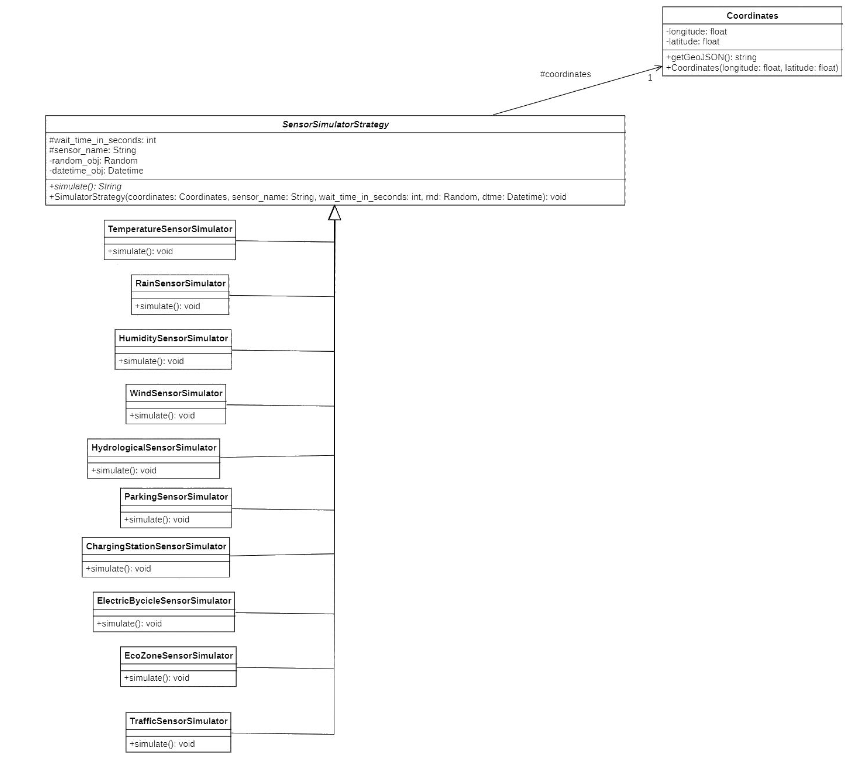 Coordinates
-longitude: float
-latitude: float
+getGeoJSON(): string
+Coordinates(longitude: float, latitude: float)
#coordinates
1
SensorSimulatorStrategy
#wait_time_in_seconds: int
#sensor_name: String
-random_obj: Random
-datetime_obj: Datetime
+simulate(): String
+SimulatorStrategy(coordinates: Coordinates, sensor_name: String, wait_time_in_seconds: int, rnd: Random, dtme: Datetime): void
TemperatureSensorSimulator
+simulate(): void
RainSensorSimulator
+simulate(): void
HumiditySensorSimulator
+simulate(): void
WindSensorSimulator
+simulate(): void
HydrologicalSensorSimulator
+simulate(): void
ParkingSensorSimulator
+simulate(): void
ChargingStationSensorSimulator
+simulate(): void
ElectricBycicleSensorSimulator
+simulate(): void
EcoZoneSensorSimulator
+simulate(): void
TrafficSensorSimulator
+simulate(): void